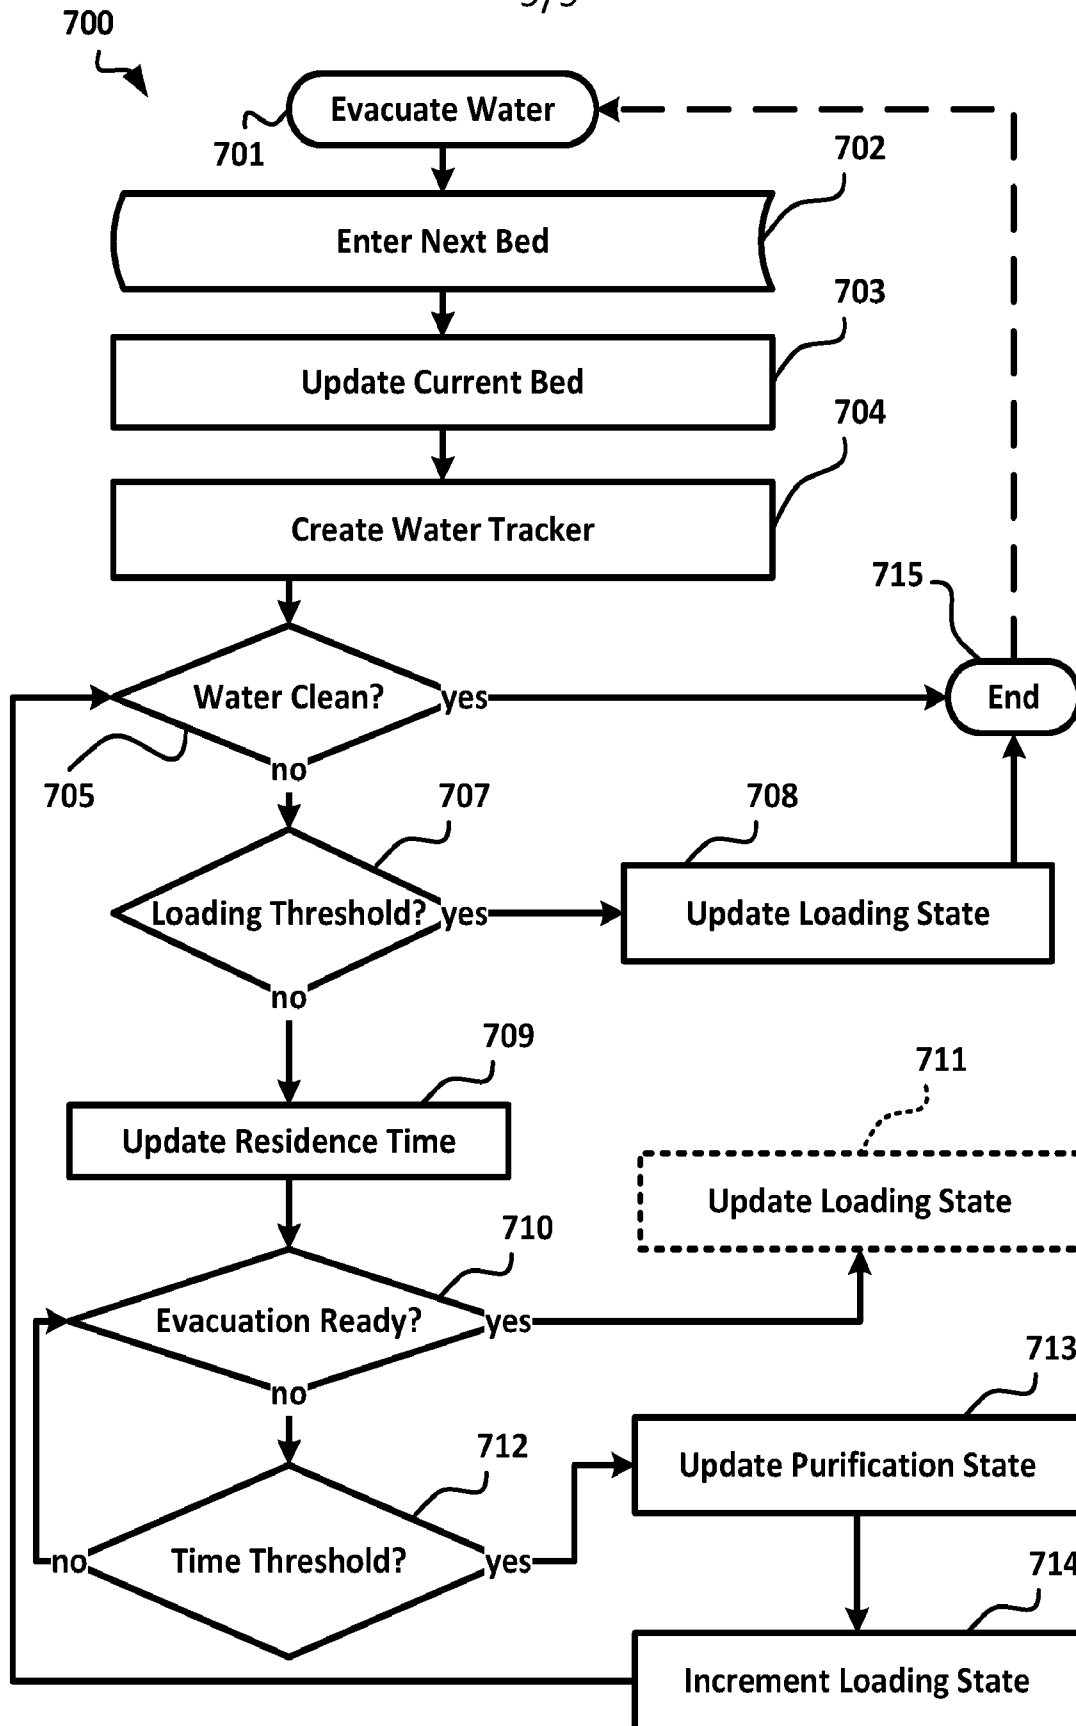 700
Evacuate Water
701
702
Enter Next Bed
703
Update Current Bed
704
Create Water Tracker
715
Water Clean?
yes
End
no
705
707
708
Loading Threshold?
yes
Update Loading State
no
709
711
Update Residence Time
Update Loading State
710
Evacuation Ready?
yes
713
no
712
Update Purification State
no
Time Threshold?
yes
714
Increment Loading State